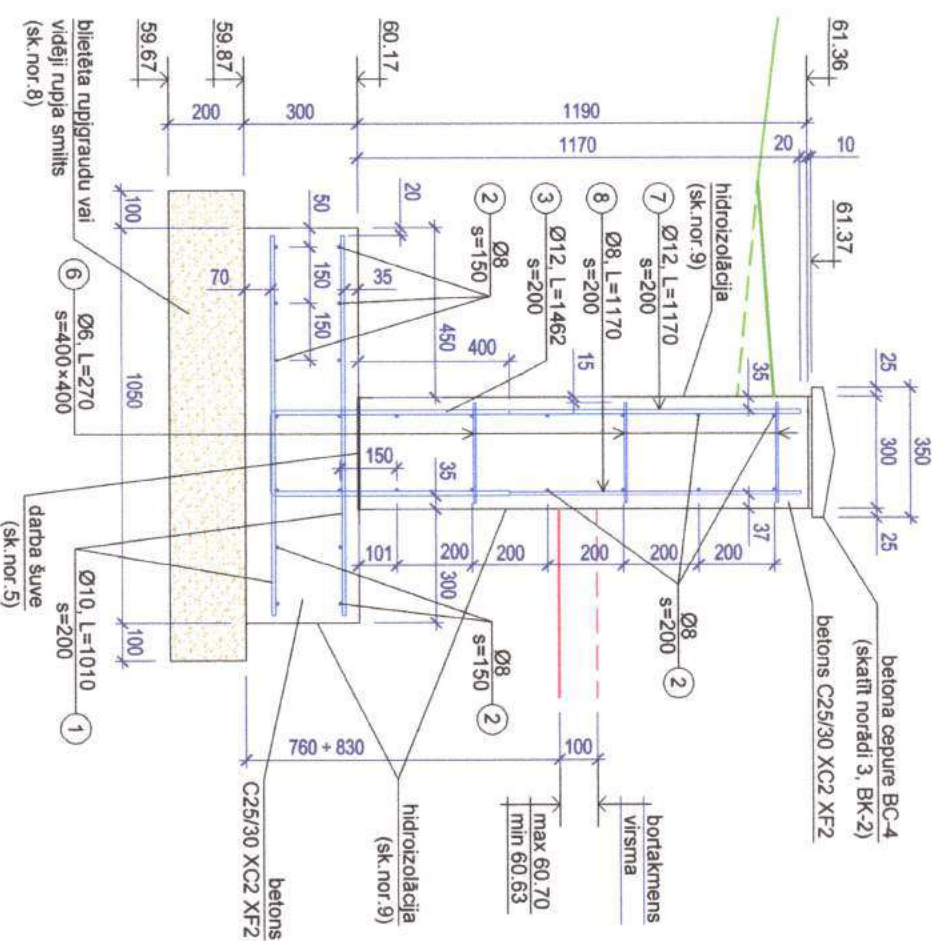 betona cepure BC-4
(skatīt norādi 3, BK-2)
betons C25/30 XC2 XF2
350
25
300
25
61.36
61.37
10
20
1190
1170
35
37
hidroizolācija
(sk.nor.9)
7
Ø12, L=1170
s=200
8
Ø8, L=1170
s=200
3
Ø12, L=1462
s=200
2
Ø8
s=150
Ø8
s=200
2
bortakmens
virsma
max 60.70
min 60.63
100
760 ÷ 830
200
200
200
200
200
101
15
400
450
150
35
300
60.17
59.87
59.67
300
200
20
50
150
150
35
70
100
1050
100
Ø8
s=150
2
hidroizolācija
(sk.nor.9)
betons
C25/30 XC2 XF2
blietēta rupjgraudu vai
vidēji rupja smilts
(sk.nor.8)
6
Ø6, L=270
s=400×400
darba šuve
(sk.nor.5)
Ø10, L=1010
s=200
1